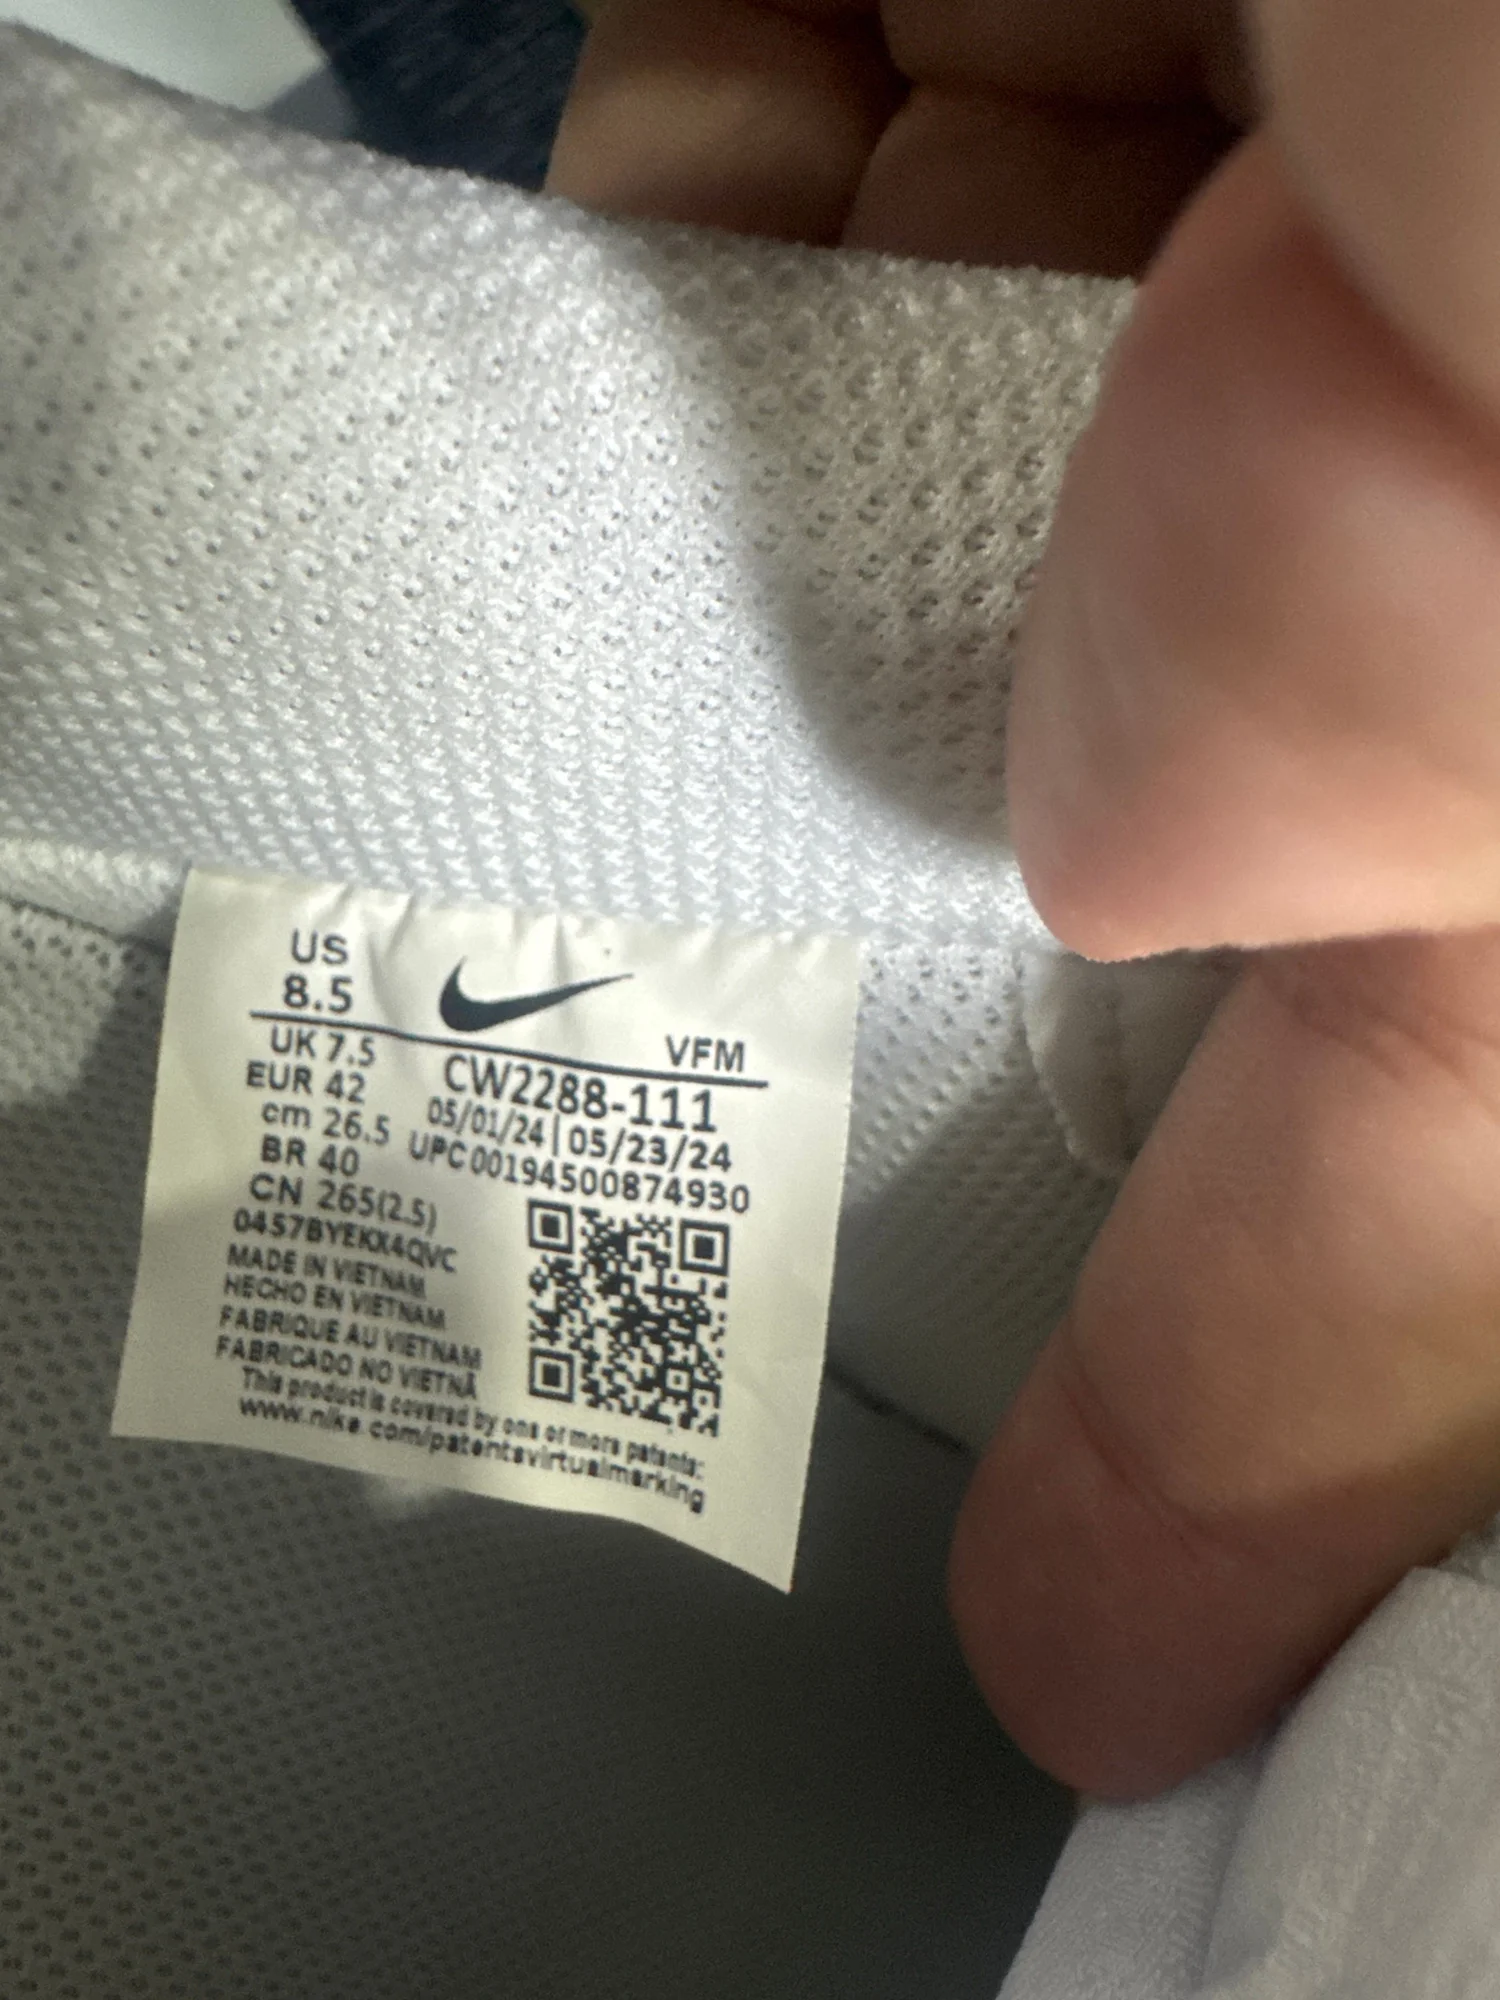 US
8.5
VFM
UK 7.5
EUR 42
cm 26.5
BR 40
CN 265(2.5)
0457BYEKX4QVC
MADE IN VIETNAM
HECHO EN VIETNAM
FABRIQUE AU VIETNAM
FABRICADO NO VIETNÃ
CW2288-111
05/01/24 | 05/23/24
UPC00194500874930
This product is covered by one or more patents:
www.nike.com/patentsvirtualmarking